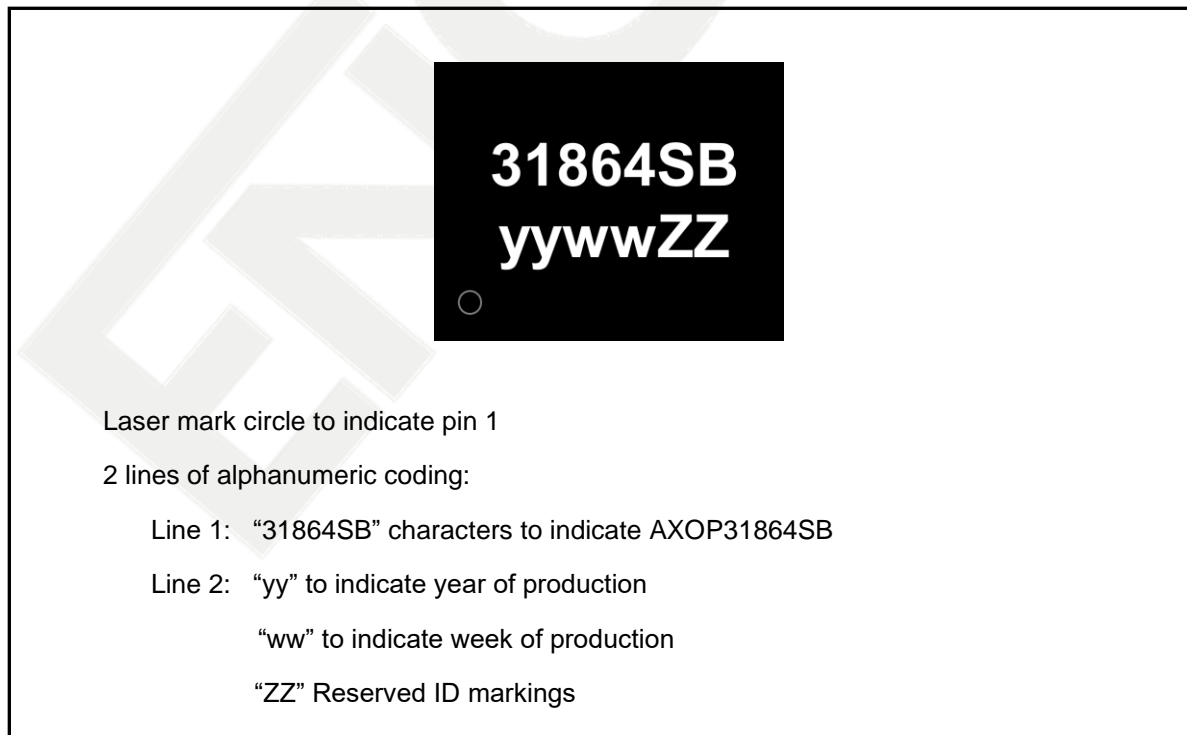 31864SB
yywwZZ
Laser mark circle to indicate pin 1
2 lines of alphanumeric coding:
Line 1: “31864SB” characters to indicate AXOP31864SB
Line 2: “yy” to indicate year of production
“ww” to indicate week of production
“ZZ” Reserved ID markings